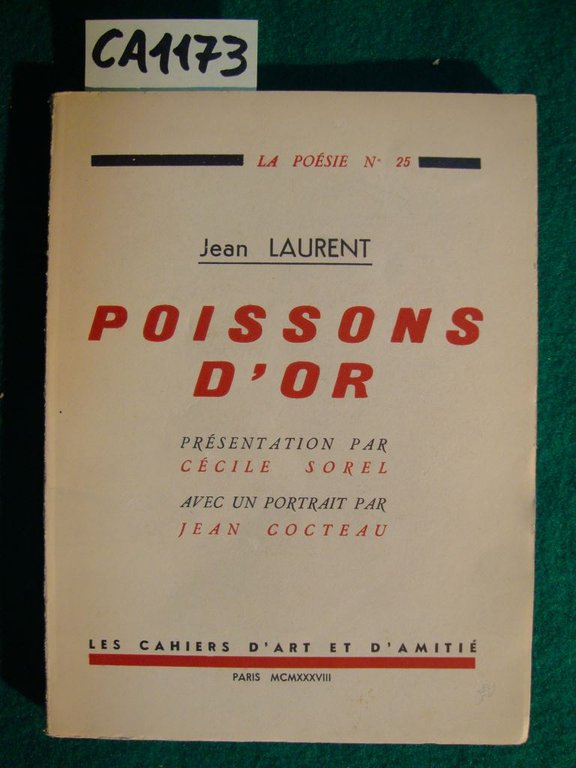 CA1173
LA POÉSIE N° 25
Jean LAURENT
POISSONS
D'OR
PRÉSENTATION PAR
CÉCILE SOREL
AVEC UN PORTRAIT PAR
JEAN COCTEAU
LES CAHIERS D'ART ET D'AMITIÉ
PARIS MCMXXXVIII